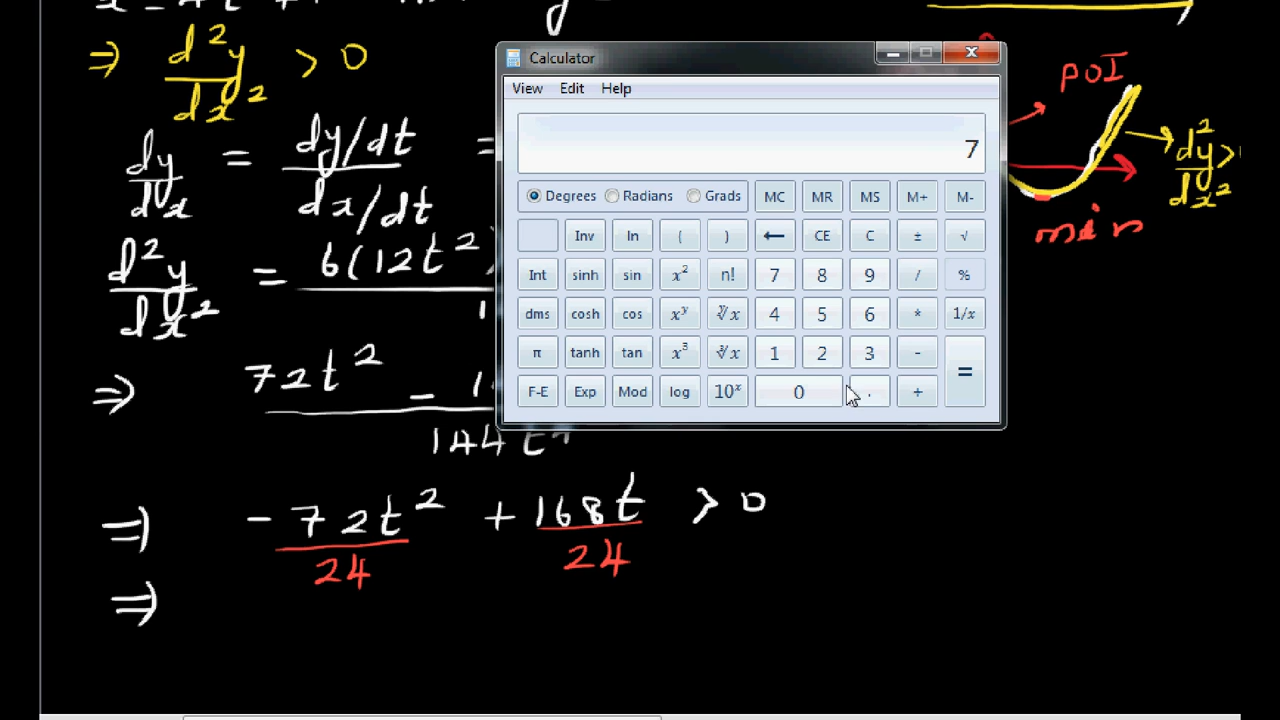 ⇒ d²y/dx² > 0
dy/dx = dy/dt / dx/dt =
d²y/dx² = 6(12t²)
⇒ 72t² - 1
144t
⇒ -72t²/24 + 168t/24 > 0
⇒
POI
d²y/dx² >
min
Calculator
View Edit Help
7
Degrees Radians Grads MC MR MS M+ M-
Inv ln ( ) ← CE C ± √
Int sinh sin x² n! 7 8 9 / %
dms cosh cos xʸ ʸ√x 4 5 6 * 1/x
π tanh tan x³ ³√x 1 2 3 - =
F-E Exp Mod log 10ˣ 0 . +